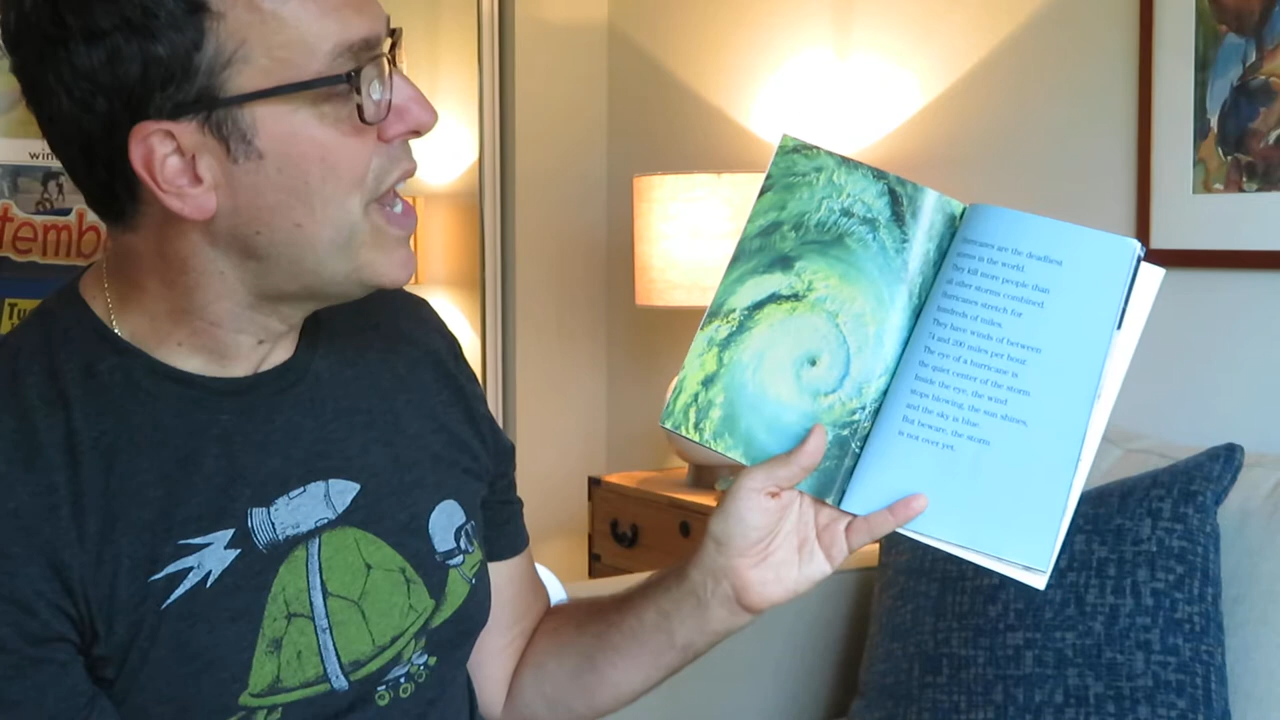 win
temb
Tu
Hurricanes are the deadliest
storms in the world.
They kill more people than
all other storms combined.
Hurricanes stretch for
hundreds of miles.
They have winds of between
74 and 200 miles per hour.
The eye of a hurricane is
the quiet center of the storm.
Inside the eye, the wind
stops blowing, the sun shines,
and the sky is blue.
But beware, the storm
is not over yet.